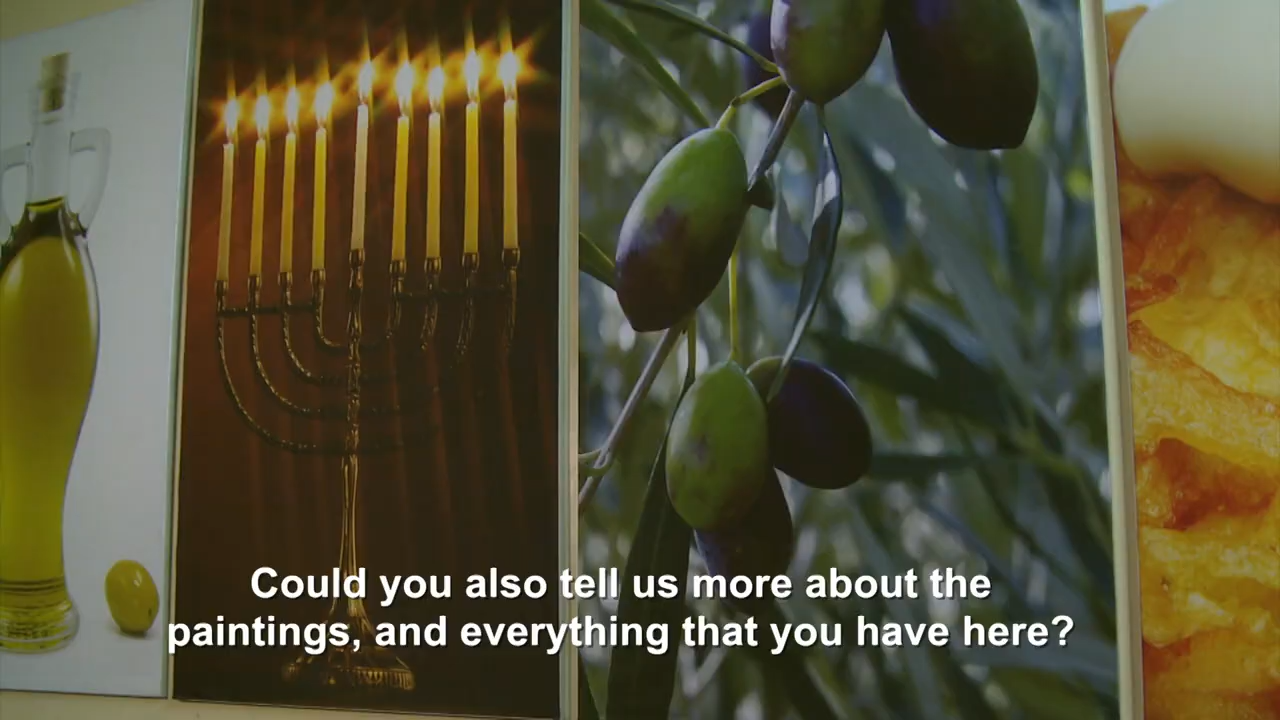 Could you also tell us more about the
paintings, and everything that you have here?